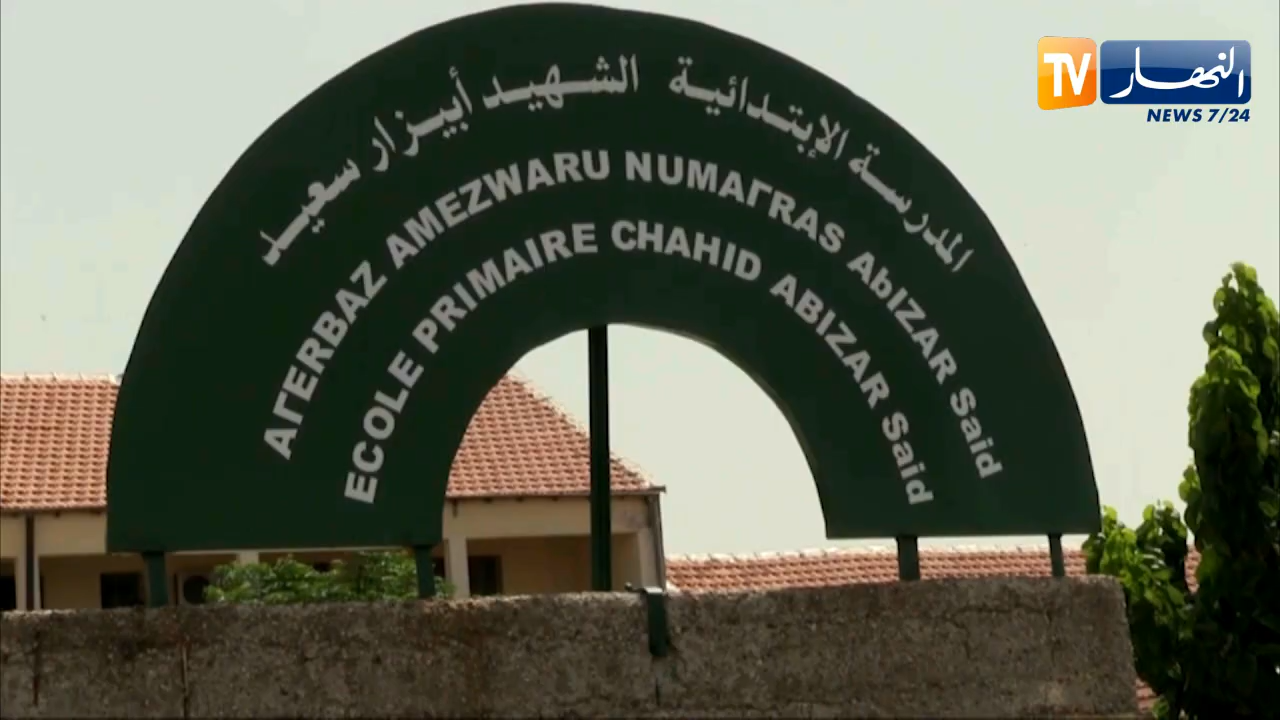 المدرسة الإبتدائية الشهيد أبيزار سعيد
AΓERBAZ AMEZWARU NUMAΓRAS AbIZAR Said
ECOLE PRIMAIRE CHAHID ABIZAR Said
TV النهار
NEWS 7/24